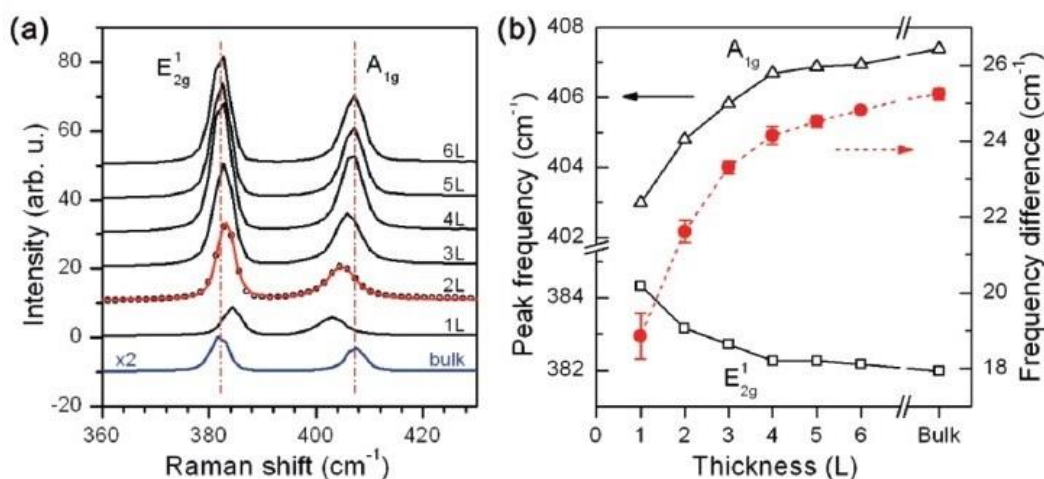 (a)
E¹₂g
A₁g
80
60
40
20
0
-20
Intensity (arb. u.)
6L
5L
4L
3L
2L
1L
x2
bulk
360
380
400
420
Raman shift (cm⁻¹)
(b)
408
406
404
402
384
382
Peak frequency (cm⁻¹)
A₁g
E¹₂g
26
24
22
20
18
Frequency difference (cm⁻¹)
0
1
2
3
4
5
6
Bulk
Thickness (L)